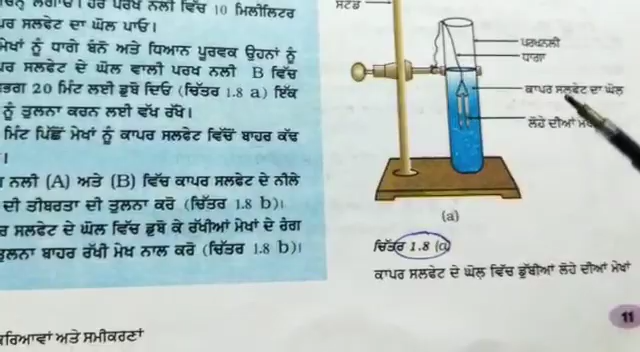 ਲਗਾਓ। ਹਰ ਪਰਖ ਨਲੀ ਵਿੱਚ 10 ਮਿਲੀਲਿਟਰ
ਪਰ ਸਲਫੇਟ ਦਾ ਘੋਲ ਪਾਓ।
ਮੇਖਾਂ ਨੂੰ ਧਾਗੇ ਬੰਨੋ ਅਤੇ ਧਿਆਨ ਪੂਰਵਕ ਉਹਨਾਂ ਨੂੰ
ਪਰ ਸਲਫੇਟ ਦੇ ਘੋਲ ਵਾਲੀ ਪਰਖ ਨਲੀ B ਵਿੱਚ
ਭਗ 20 ਮਿੰਟ ਲਈ ਡੁਬੋ ਦਿਓ (ਚਿੱਤਰ 1.8 a) ਇੱਕ
ਨੂੰ ਤੁਲਨਾ ਕਰਨ ਲਈ ਵੱਖ ਰੱਖੋ।
ਮਿੰਟ ਪਿੱਛੋਂ ਮੇਖਾਂ ਨੂੰ ਕਾਪਰ ਸਲਫੇਟ ਵਿੱਚੋਂ ਬਾਹਰ ਕੱਢ
।
ਨਲੀ (A) ਅਤੇ (B) ਵਿੱਚ ਕਾਪਰ ਸਲਫੇਟ ਦੇ ਨੀਲੇ
ਦੀ ਤੀਬਰਤਾ ਦੀ ਤੁਲਨਾ ਕਰੋ (ਚਿੱਤਰ 1.8 b)।
ਰ ਸਲਫੇਟ ਦੇ ਘੋਲ ਵਿੱਚ ਡੁਬੋ ਕੇ ਰੱਖੀਆਂ ਮੇਖਾਂ ਦੇ ਰੰਗ
ਤੁਲਨਾ ਬਾਹਰ ਰੱਖੀ ਮੇਖ ਨਾਲ ਕਰੋ (ਚਿੱਤਰ 1.8 b)।
ਸਟੈਂਡ
ਪਰਖਨਲੀ
ਧਾਗਾ
ਕਾਪਰ ਸਲਫੇਟ ਦਾ ਘੋਲ
ਲੋਹੇ ਦੀਆਂ
(a)
ਚਿੱਤਰ 1.8 (a)
ਕਾਪਰ ਸਲਫੇਟ ਦੇ ਘੋਲ ਵਿੱਚ ਡੁੱਬੀਆਂ ਲੋਹੇ ਦੀਆਂ ਮੇਖਾਂ
11
ਕਰਿਆਵਾਂ ਅਤੇ ਸਮੀਕਰਣਾਂ